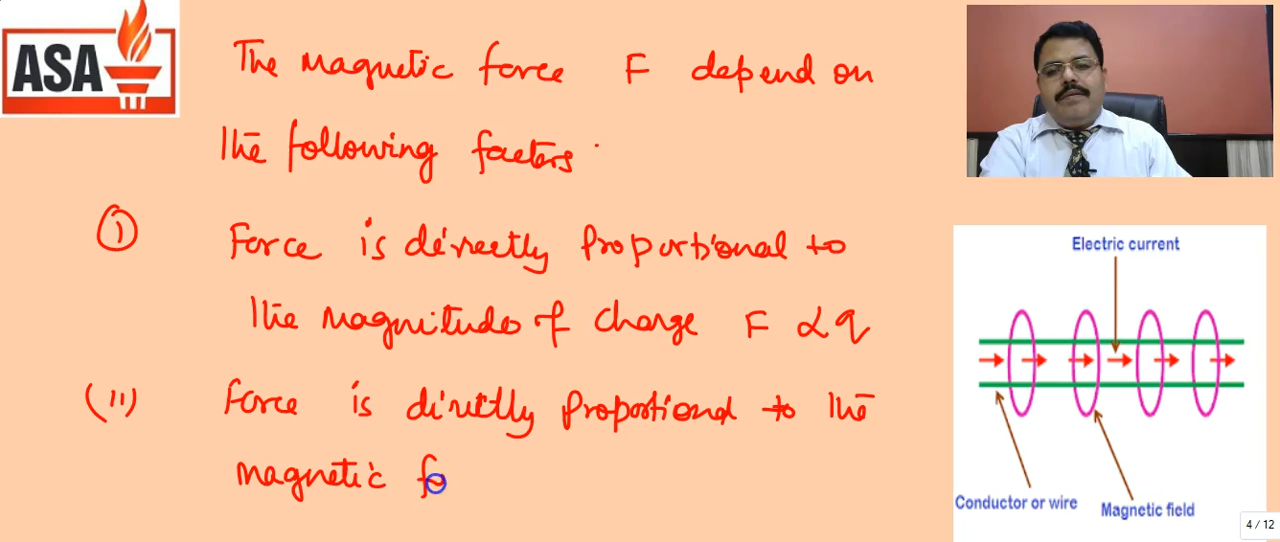 ASA
The magnetic force F depend on
the following factors.
(i) Force is directly proportional to
the magnitude of charge F α q
(ii) Force is directly proportional to the
magnetic f
Electric current
Conductor or wire
Magnetic field
4 / 12